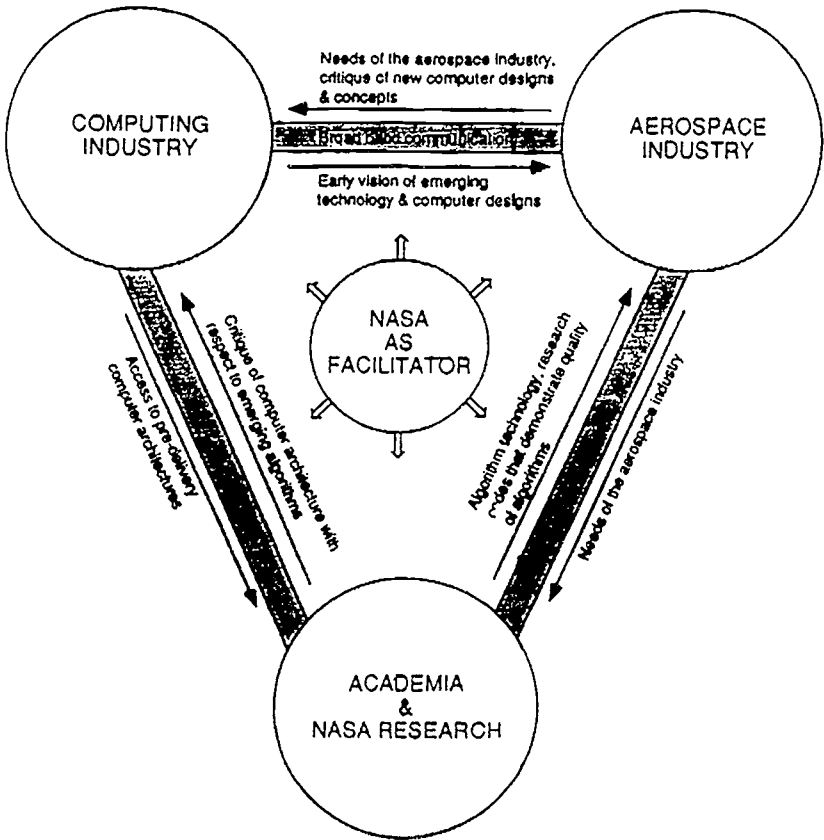 Needs of the aerospace industry,
critique of new computer designs
& concepts
COMPUTING
INDUSTRY
Broad band communication
AEROSPACE
INDUSTRY
Early vision of emerging
technology & computer designs
NASA
AS
FACILITATOR
Access to pre-delivery
computer architectures
Critique of computer architecture with
respect to emerging algorithms
Algorithm technology, research
codes that demonstrate quality
of algorithms
Needs of the aerospace industry
ACADEMIA
&
NASA RESEARCH